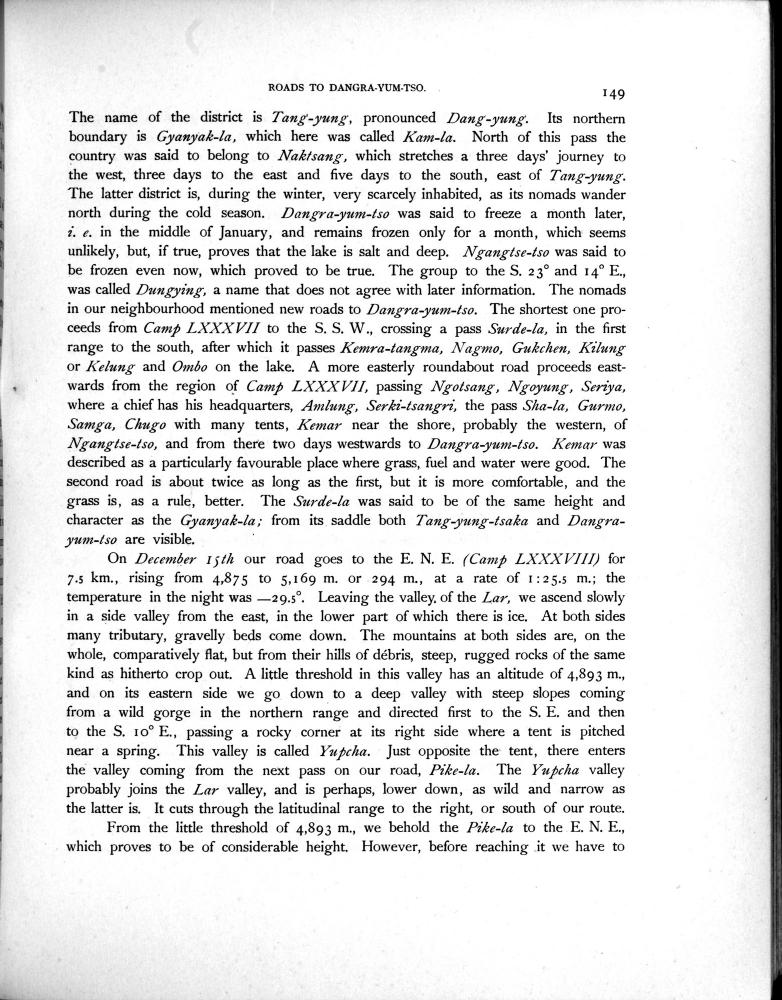 ROADS TO DANGRA-YUM-TSO.
149
The name of the district is Tang-yung, pronounced Dang-yung. Its northern
boundary is Gyanyak-la, which here was called Kam-la. North of this pass the
country was said to belong to Naktsang, which stretches a three days' journey to
the west, three days to the east and five days to the south, east of Tang-yung.
The latter district is, during the winter, very scarcely inhabited, as its nomads wander
north during the cold season. Dangra-yum-tso was said to freeze a month later,
i. e. in the middle of January, and remains frozen only for a month, which seems
unlikely, but, if true, proves that the lake is salt and deep. Ngangtse-tso was said to
be frozen even now, which proved to be true. The group to the S. 23° and 14° E.,
was called Dungying, a name that does not agree with later information. The nomads
in our neighbourhood mentioned new roads to Dangra-yum-tso. The shortest one pro-
ceeds from Camp LXXXVII to the S. S. W., crossing a pass Surde-la, in the first
range to the south, after which it passes Kemra-tangma, Nagmo, Gukchen, Kilung
or Kelung and Ombo on the lake. A more easterly roundabout road proceeds east-
wards from the region of Camp LXXXVII, passing Ngotsang, Ngoyung, Seriya,
where a chief has his headquarters, Amlung, Serki-tsangri, the pass Sha-la, Gurmo,
Samga, Chugo with many tents, Kemar near the shore, probably the western, of
Ngangtse-tso, and from there two days westwards to Dangra-yum-tso. Kemar was
described as a particularly favourable place where grass, fuel and water were good. The
second road is about twice as long as the first, but it is more comfortable, and the
grass is, as a rule, better. The Surde-la was said to be of the same height and
character as the Gyanyak-la; from its saddle both Tang-yung-tsaka and Dangra-
yum-tso are visible.
On December 15th our road goes to the E. N. E. (Camp LXXXVIII) for
7.5 km., rising from 4,875 to 5,169 m. or 294 m., at a rate of 1:25.5 m.; the
temperature in the night was —29.5°. Leaving the valley of the Lar, we ascend slowly
in a side valley from the east, in the lower part of which there is ice. At both sides
many tributary, gravelly beds come down. The mountains at both sides are, on the
whole, comparatively flat, but from their hills of débris, steep, rugged rocks of the same
kind as hitherto crop out. A little threshold in this valley has an altitude of 4,893 m.,
and on its eastern side we go down to a deep valley with steep slopes coming
from a wild gorge in the northern range and directed first to the S. E. and then
to the S. 10° E., passing a rocky corner at its right side where a tent is pitched
near a spring. This valley is called Yupcha. Just opposite the tent, there enters
the valley coming from the next pass on our road, Pike-la. The Yupcha valley
probably joins the Lar valley, and is perhaps, lower down, as wild and narrow as
the latter is. It cuts through the latitudinal range to the right, or south of our route.
From the little threshold of 4,893 m., we behold the Pike-la to the E. N. E.,
which proves to be of considerable height. However, before reaching it we have to